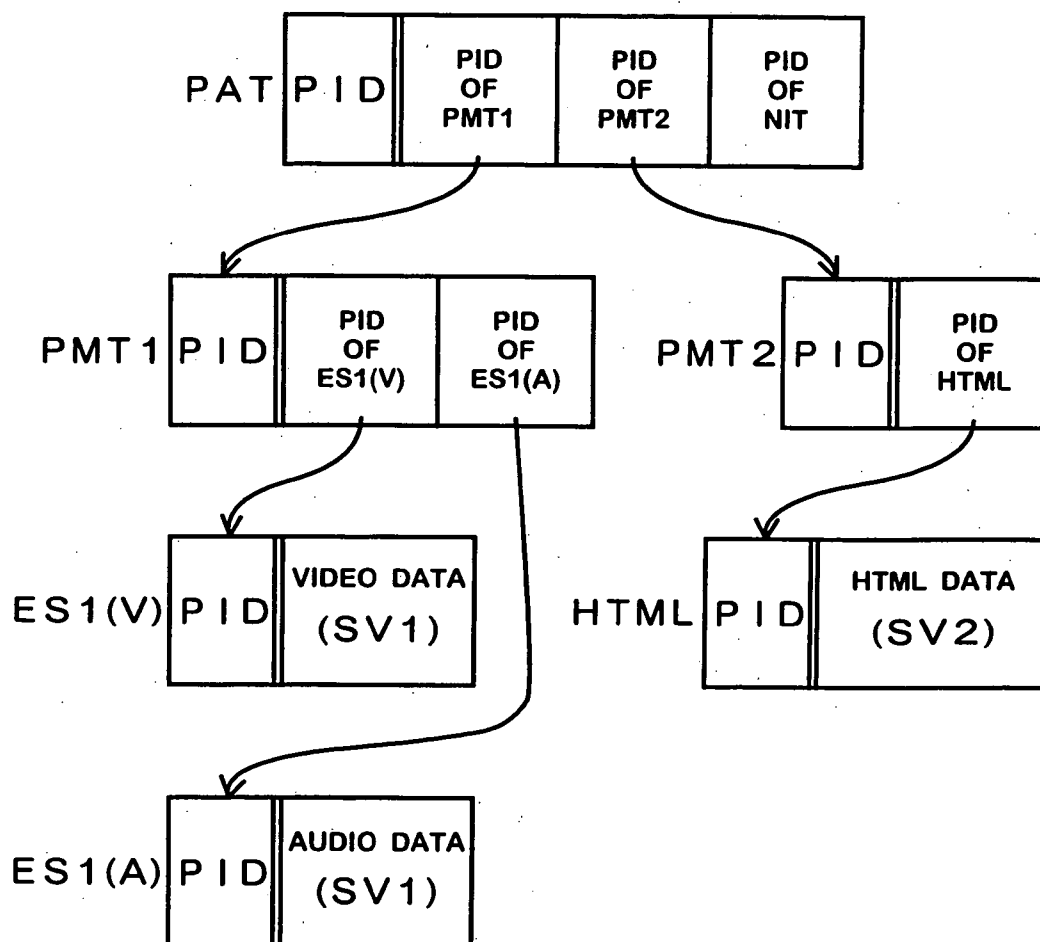 PAT
PID
PID
OF
PMT1
PID
OF
PMT2
PID
OF
NIT
PMT1
PID
PID
OF
ES1(V)
PID
OF
ES1(A)
PMT2
PID
PID
OF
HTML
ES1(V)
PID
VIDEO DATA
(SV1)
HTML
PID
HTML DATA
(SV2)
ES1(A)
PID
AUDIO DATA
(SV1)